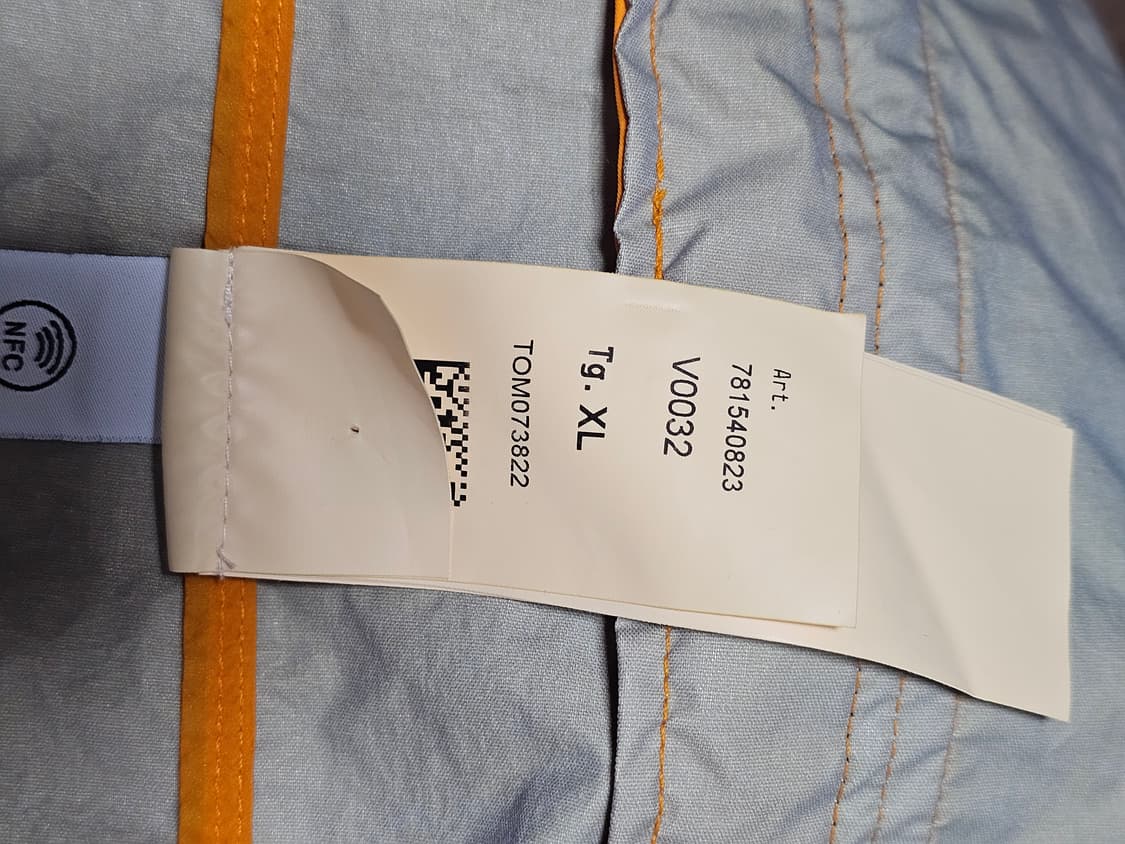 Art.
781540823
V0032
Tg. XL
TOM073822
NFC